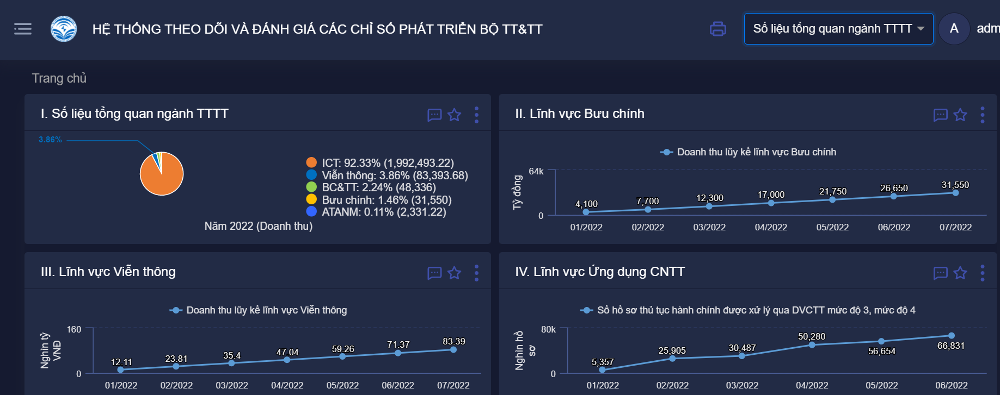 HỆ THỐNG THEO DÕI VÀ ĐÁNH GIÁ CÁC CHỈ SỐ PHÁT TRIỂN BỘ TT&TT
Số liệu tổng quan ngành TTTT
A
adm
Trang chủ
I. Số liệu tổng quan ngành TTTT
3.86%
ICT: 92.33% (1,992,493.22)
Viễn thông: 3.86% (83,393.68)
BC&TT: 2.24% (48,336)
Bưu chính: 1.46% (31,550)
ATANM: 0.11% (2,331.22)
Năm 2022 (Doanh thu)
II. Lĩnh vực Bưu chính
Doanh thu lũy kế lĩnh vực Bưu chính
Tỷ đồng
64k
0
4,100
7,700
12,300
17,000
21,750
26,650
31,550
01/2022
02/2022
03/2022
04/2022
05/2022
06/2022
07/2022
III. Lĩnh vực Viễn thông
Doanh thu lũy kế lĩnh vực Viễn thông
Nghìn tỷ
VNĐ
160
0
12.11
23.81
35.4
47.04
59.26
71.37
83.39
01/2022
02/2022
03/2022
04/2022
05/2022
06/2022
07/2022
IV. Lĩnh vực Ứng dụng CNTT
Số hồ sơ thủ tục hành chính được xử lý qua DVCTT mức độ 3, mức độ 4
Nghìn hồ
sơ
80k
0
5,357
25,905
30,487
50,280
56,654
66,831
01/2022
02/2022
03/2022
04/2022
05/2022
06/2022